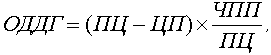 ОДДГ = (ПЦ − ЦП) × ЧПП / ПЦ,